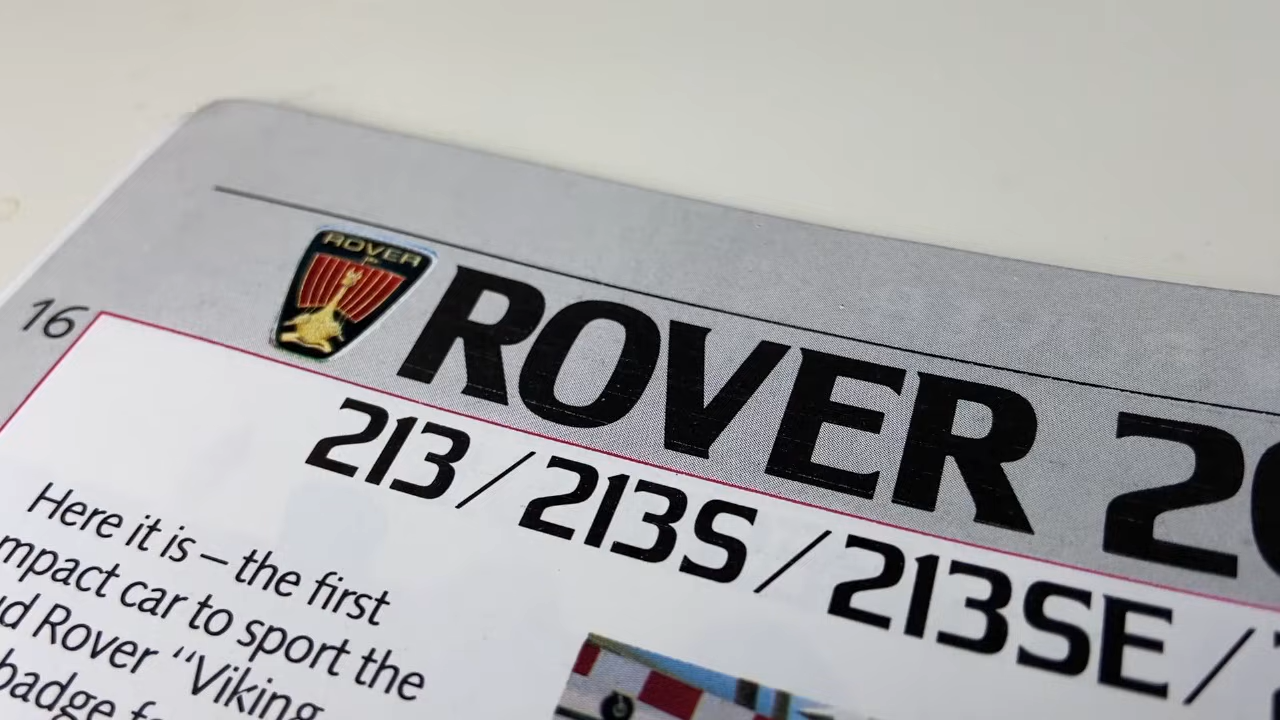 ROVER
16
ROVER 2
213/213S/213SE/
Here it is – the first
mpact car to sport the
d Rover “Viking
badge